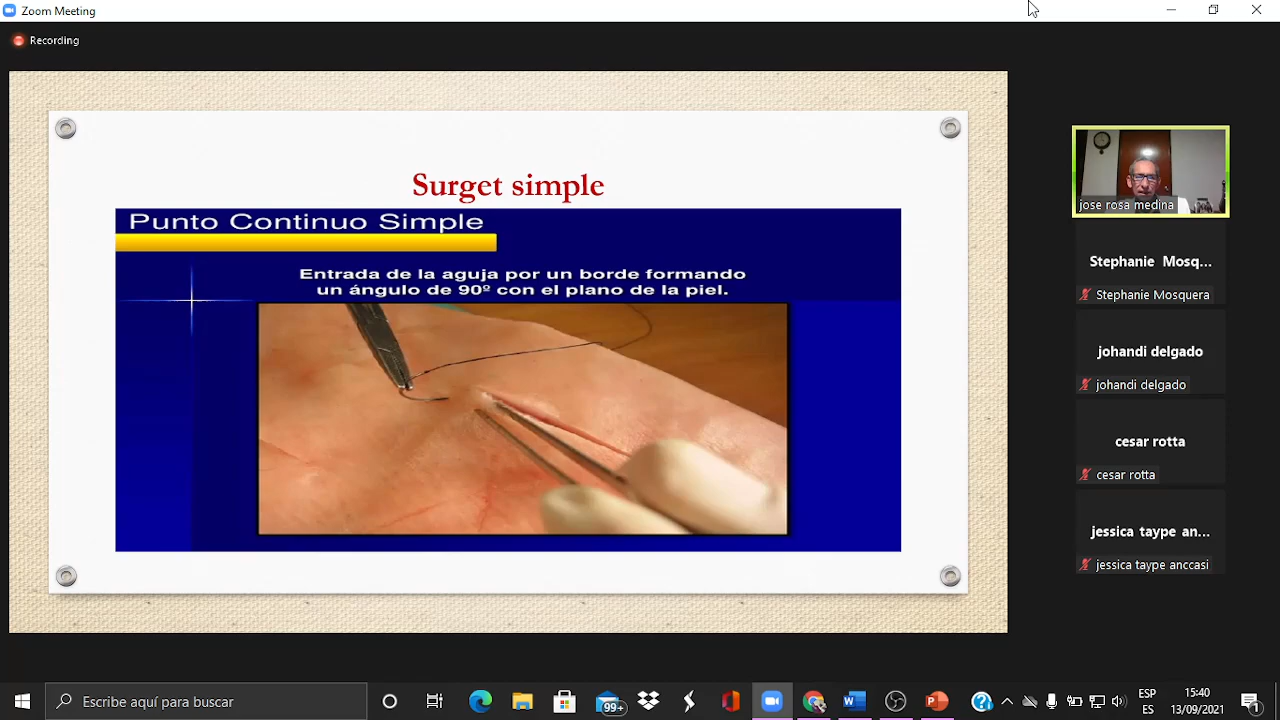 Zoom Meeting
Recording
Surget simple
Punto Continuo Simple
Entrada de la aguja por un borde formando
un ángulo de 90º con el plano de la piel.
jose rosa medina
Stephanie Mosq...
Stephanie Mosquera
johandi delgado
johandi delgado
cesar rotta
cesar rotta
jessica taype an...
jessica taype anccasi
Escribe aquí para buscar
99+
ESP
ES
15:40
13/09/2021
1